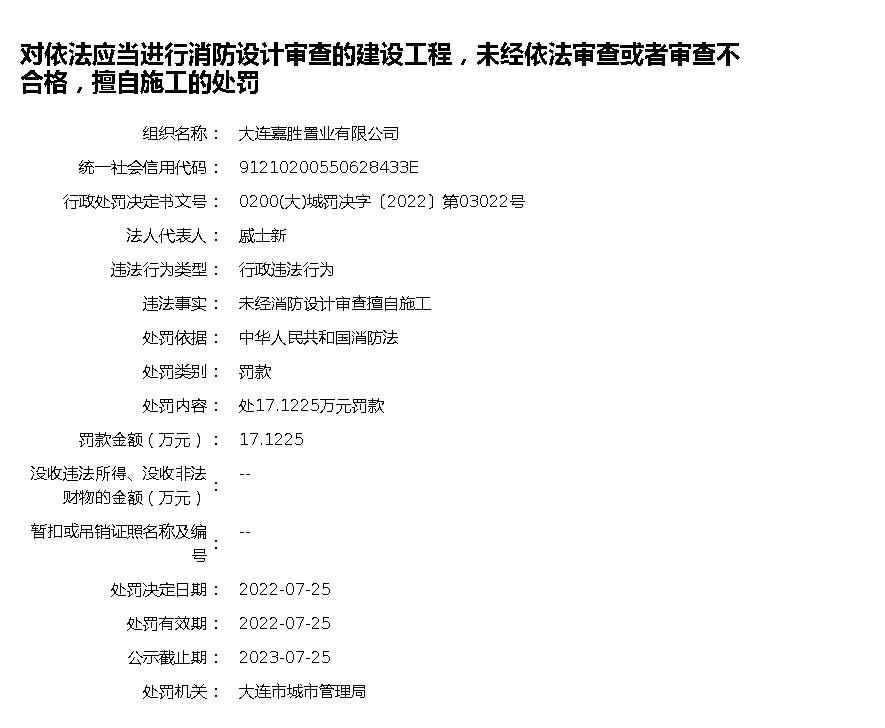 对依法应当进行消防设计审查的建设工程，未经依法审查或者审查不
合格，擅自施工的处罚
组织名称： 大连嘉胜置业有限公司
统一社会信用代码： 91210200550628433E
行政处罚决定书文号： 0200(大)城罚决字〔2022〕第03022号
法人代表人： 戚士新
违法行为类型： 行政违法行为
违法事实： 未经消防设计审查擅自施工
处罚依据： 中华人民共和国消防法
处罚类别： 罚款
处罚内容： 处17.1225万元罚款
罚款金额（万元）： 17.1225
没收违法所得、没收非法
财物的金额（万元）： --
暂扣或吊销证照名称及编
号： --
处罚决定日期： 2022-07-25
处罚有效期： 2022-07-25
公示截止期： 2023-07-25
处罚机关： 大连市城市管理局